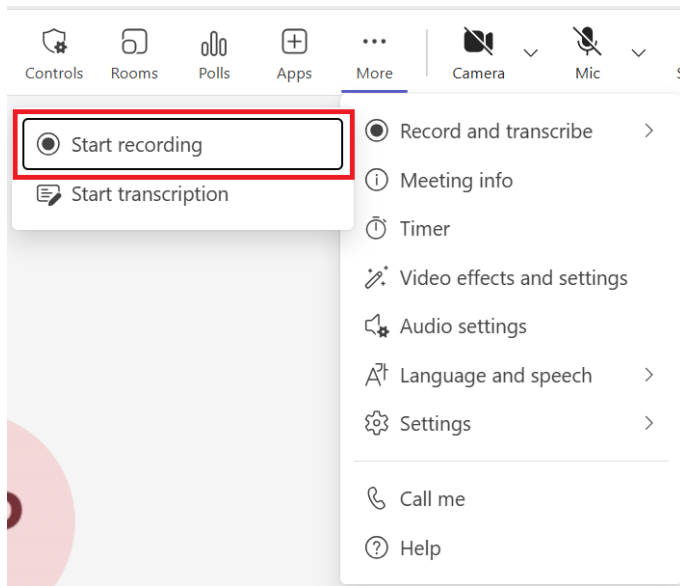 Controls Rooms Polls Apps More Camera Mic
Start recording
Start transcription
Record and transcribe
Meeting info
Timer
Video effects and settings
Audio settings
Language and speech
Settings
Call me
Help